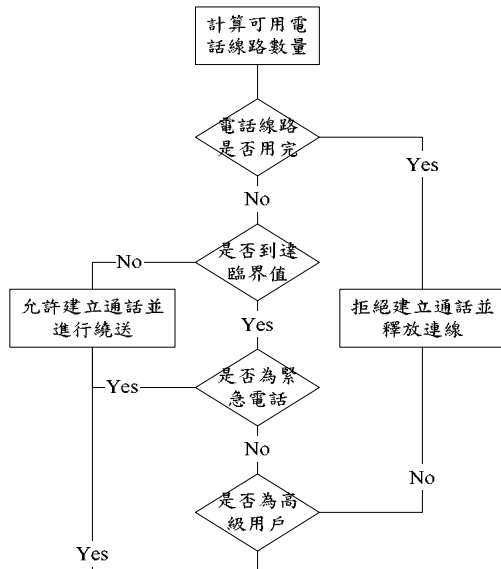 計算可用電
話線路數量
電話線路
是否用完
Yes
No
是否到達
臨界值
No
允許建立通話並
進行繞送
Yes
拒絕建立通話並
釋放連線
是否為緊
急電話
Yes
No
是否為高
級用戶
No
Yes